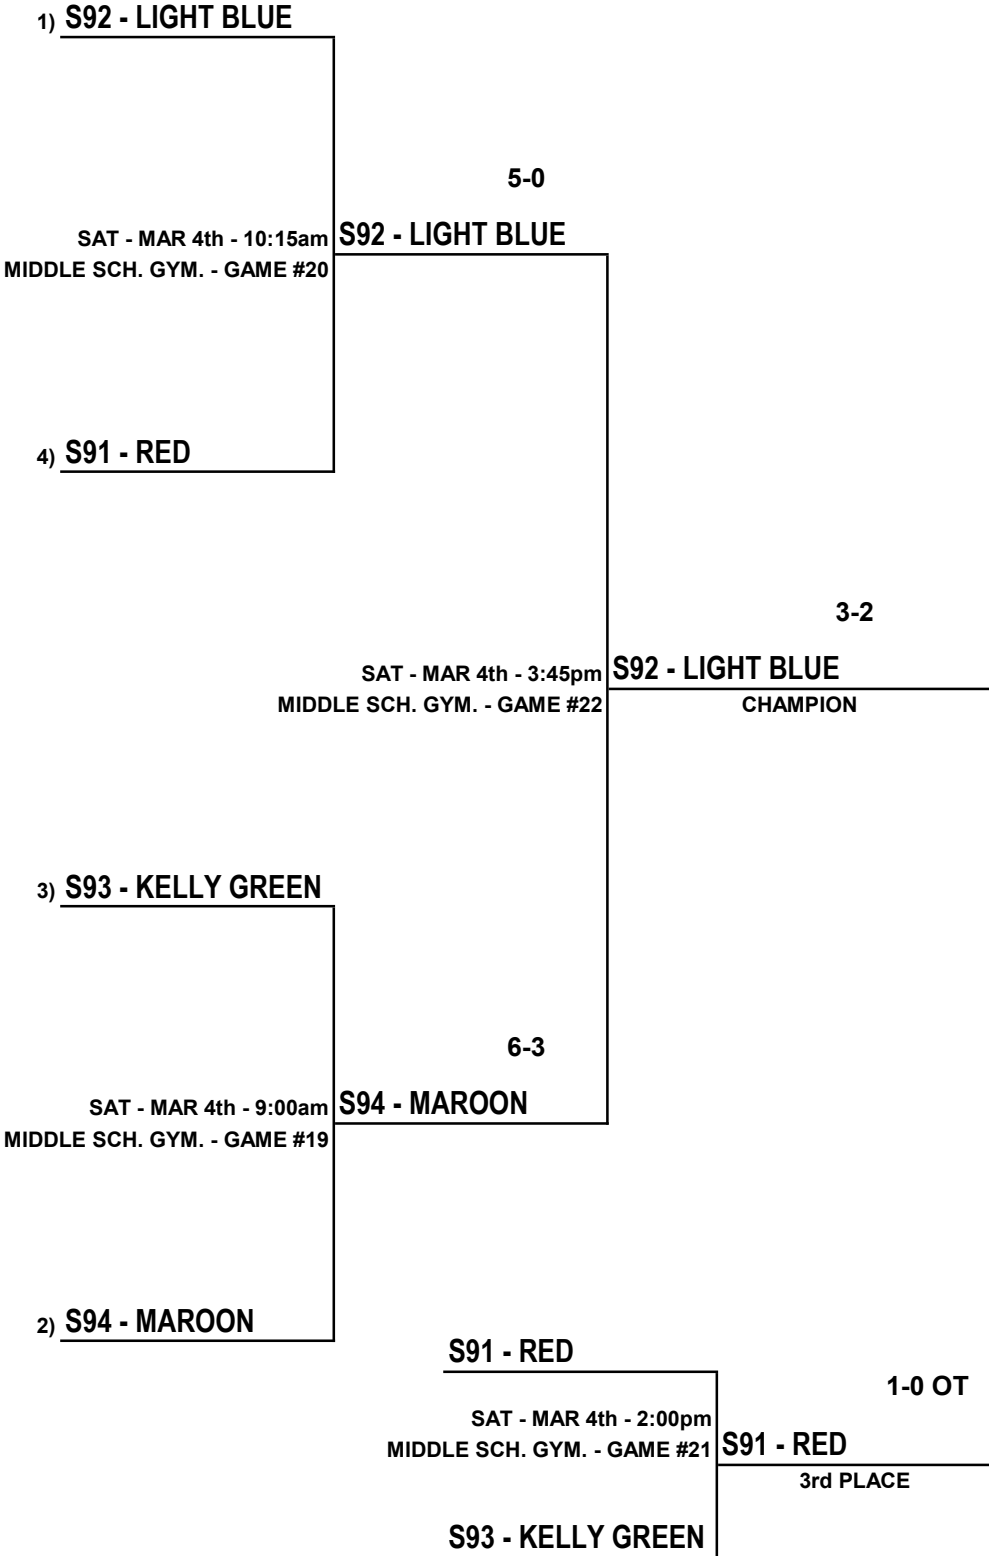 1) S92 - LIGHT BLUE
5-0
SAT - MAR 4th - 10:15am
S92 - LIGHT BLUE
MIDDLE SCH. GYM. - GAME #20
4) S91 - RED
3-2
SAT - MAR 4th - 3:45pm
S92 - LIGHT BLUE
MIDDLE SCH. GYM. - GAME #22
CHAMPION
3) S93 - KELLY GREEN
6-3
SAT - MAR 4th - 9:00am
S94 - MAROON
MIDDLE SCH. GYM. - GAME #19
2) S94 - MAROON
S91 - RED
1-0 OT
SAT - MAR 4th - 2:00pm
MIDDLE SCH. GYM. - GAME #21
S91 - RED
3rd PLACE
S93 - KELLY GREEN